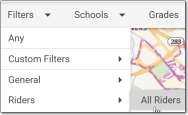 Filters Schools Grades
Any
Custom Filters
General
Riders
All Riders
283